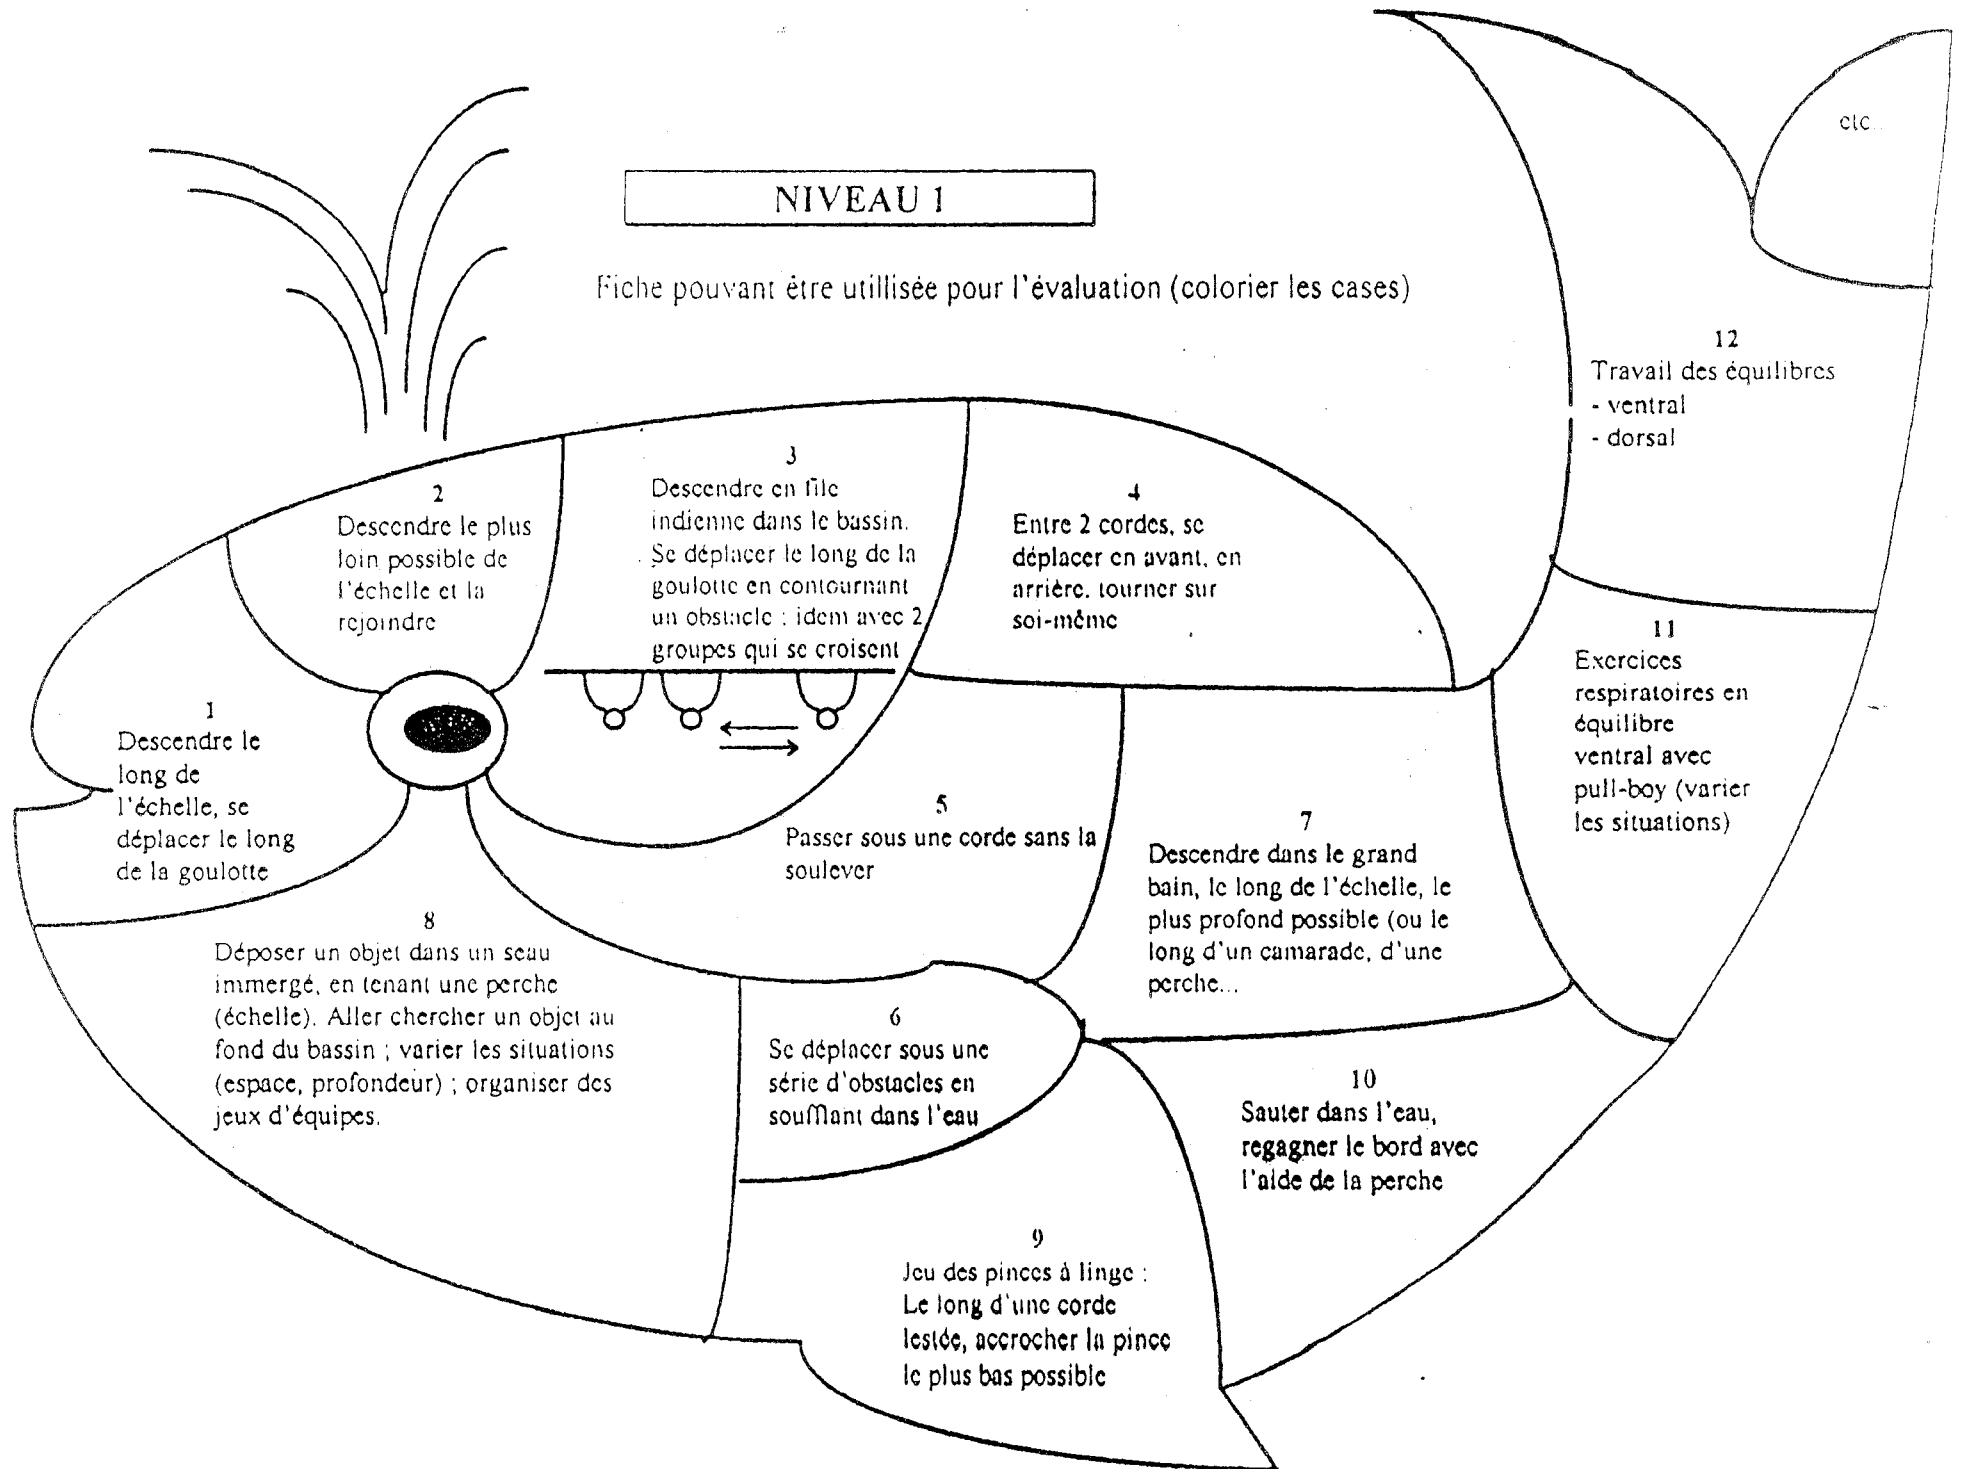 NIVEAU 1
Fiche pouvant être utillisée pour l'évaluation (colorier les cases)
1
Descendre le
long de
l'échelle, se
déplacer le long
de la goulotte
2
Descendre le plus
loin possible de
l'échelle et la
rejoindre
3
Descendre en file
indienne dans le bassin.
Se déplacer le long de la
goulotte en contournant
un obstacle ; idem avec 2
groupes qui se croisent
4
Entre 2 cordes, se
déplacer en avant, en
arrière, tourner sur
soi-même
5
Passer sous une corde sans la
soulever
6
Se déplacer sous une
série d'obstacles en
soufflant dans l'eau
7
Descendre dans le grand
bain, le long de l'échelle, le
plus profond possible (ou le
long d'un camarade, d'une
perche...
8
Déposer un objet dans un seau
immergé, en tenant une perche
(échelle). Aller chercher un objet au
fond du bassin ; varier les situations
(espace, profondeur) ; organiser des
jeux d'équipes.
9
Jeu des pinces à linge :
Le long d'une corde
lestée, accrocher la pince
le plus bas possible
10
Sauter dans l'eau,
regagner le bord avec
l'aide de la perche
11
Exercices
respiratoires en
équilibre
ventral avec
pull-boy (varier
les situations)
12
Travail des équilibres
- ventral
- dorsal
etc...